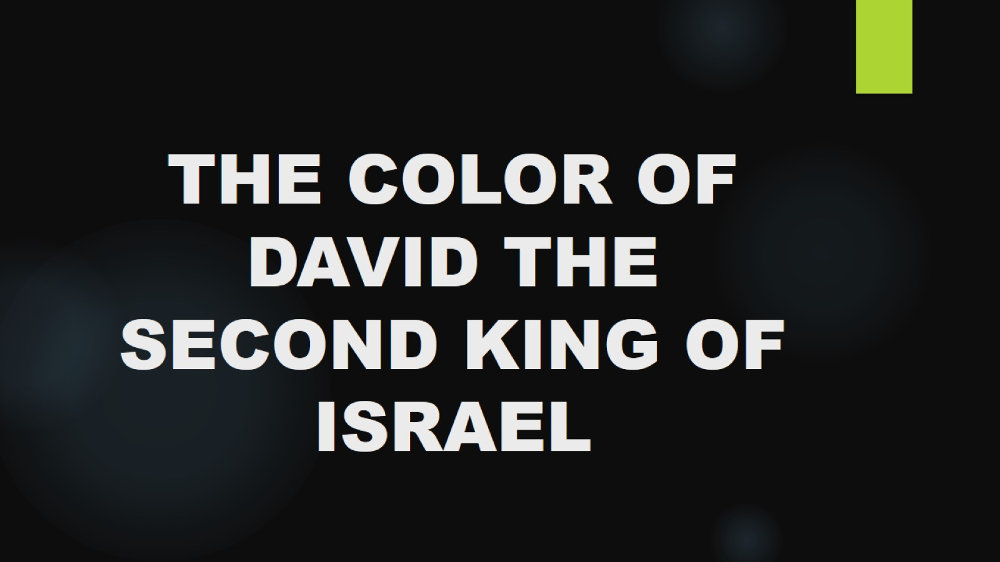 THE COLOR OF
DAVID THE
SECOND KING OF
ISRAEL